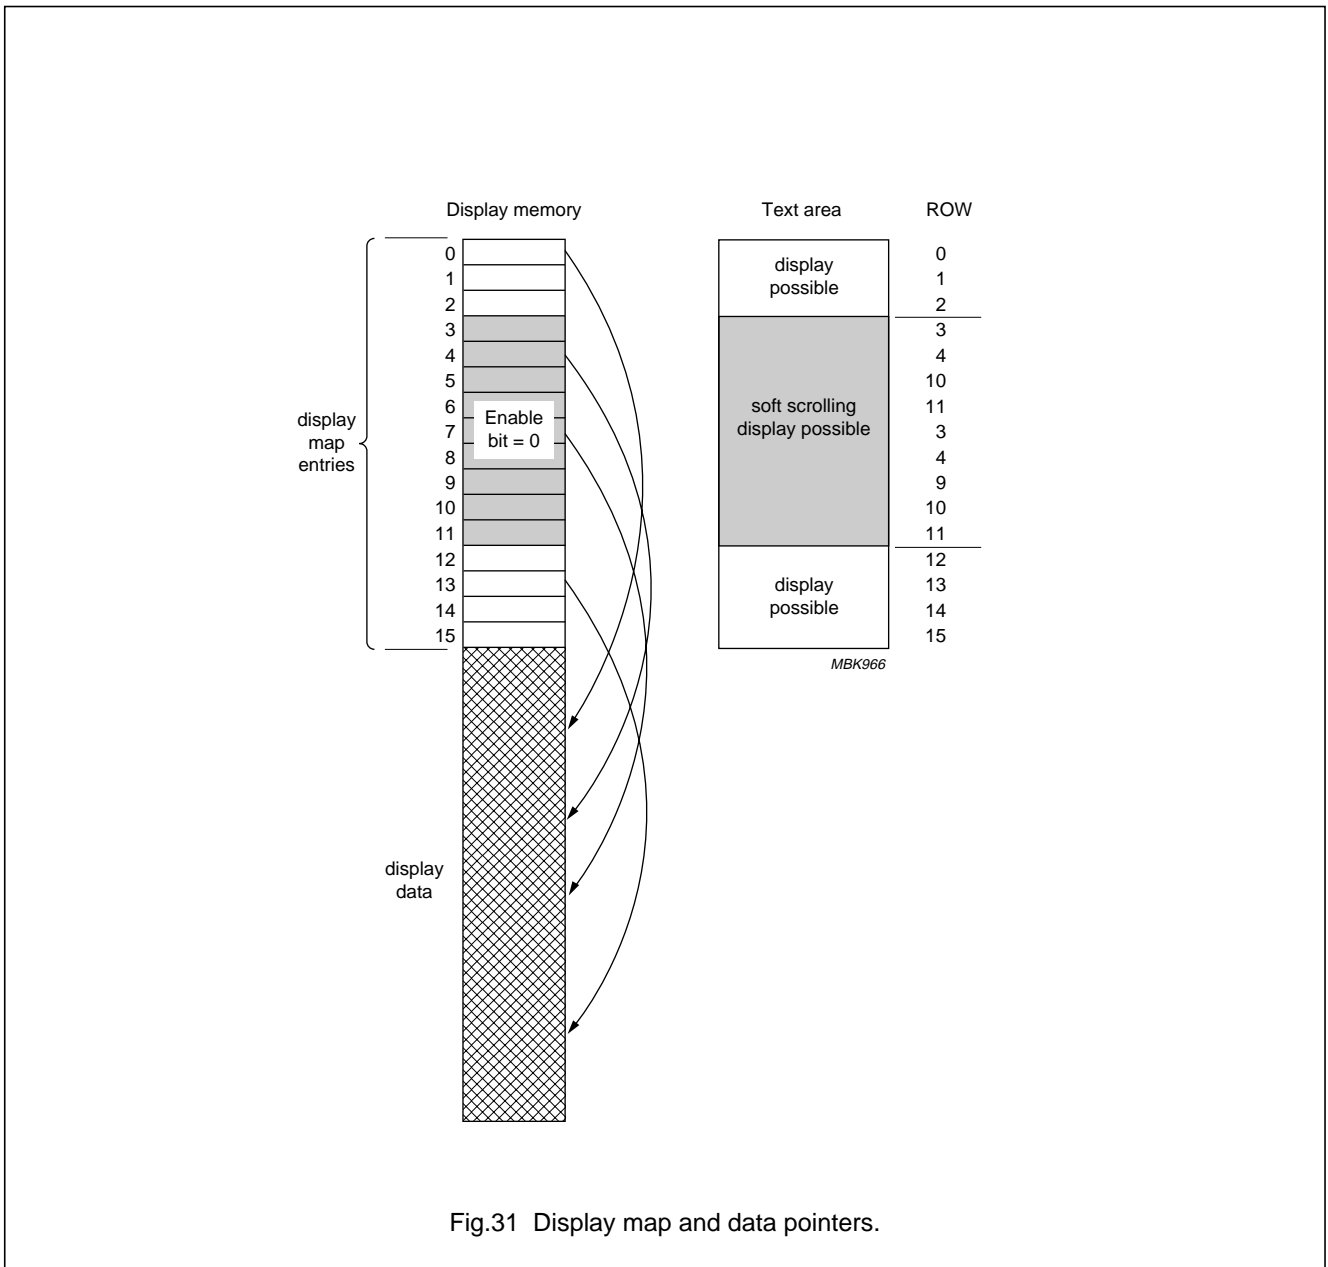 Display memory
Text area
ROW
0
1
2
3
4
5
6
7
8
9
10
11
12
13
14
15
display
map
entries
Enable
bit = 0
display
data
display
possible
soft scrolling
display possible
display
possible
0
1
2
3
4
10
11
3
4
9
10
11
12
13
14
15
MBK966
Fig.31 Display map and data pointers.